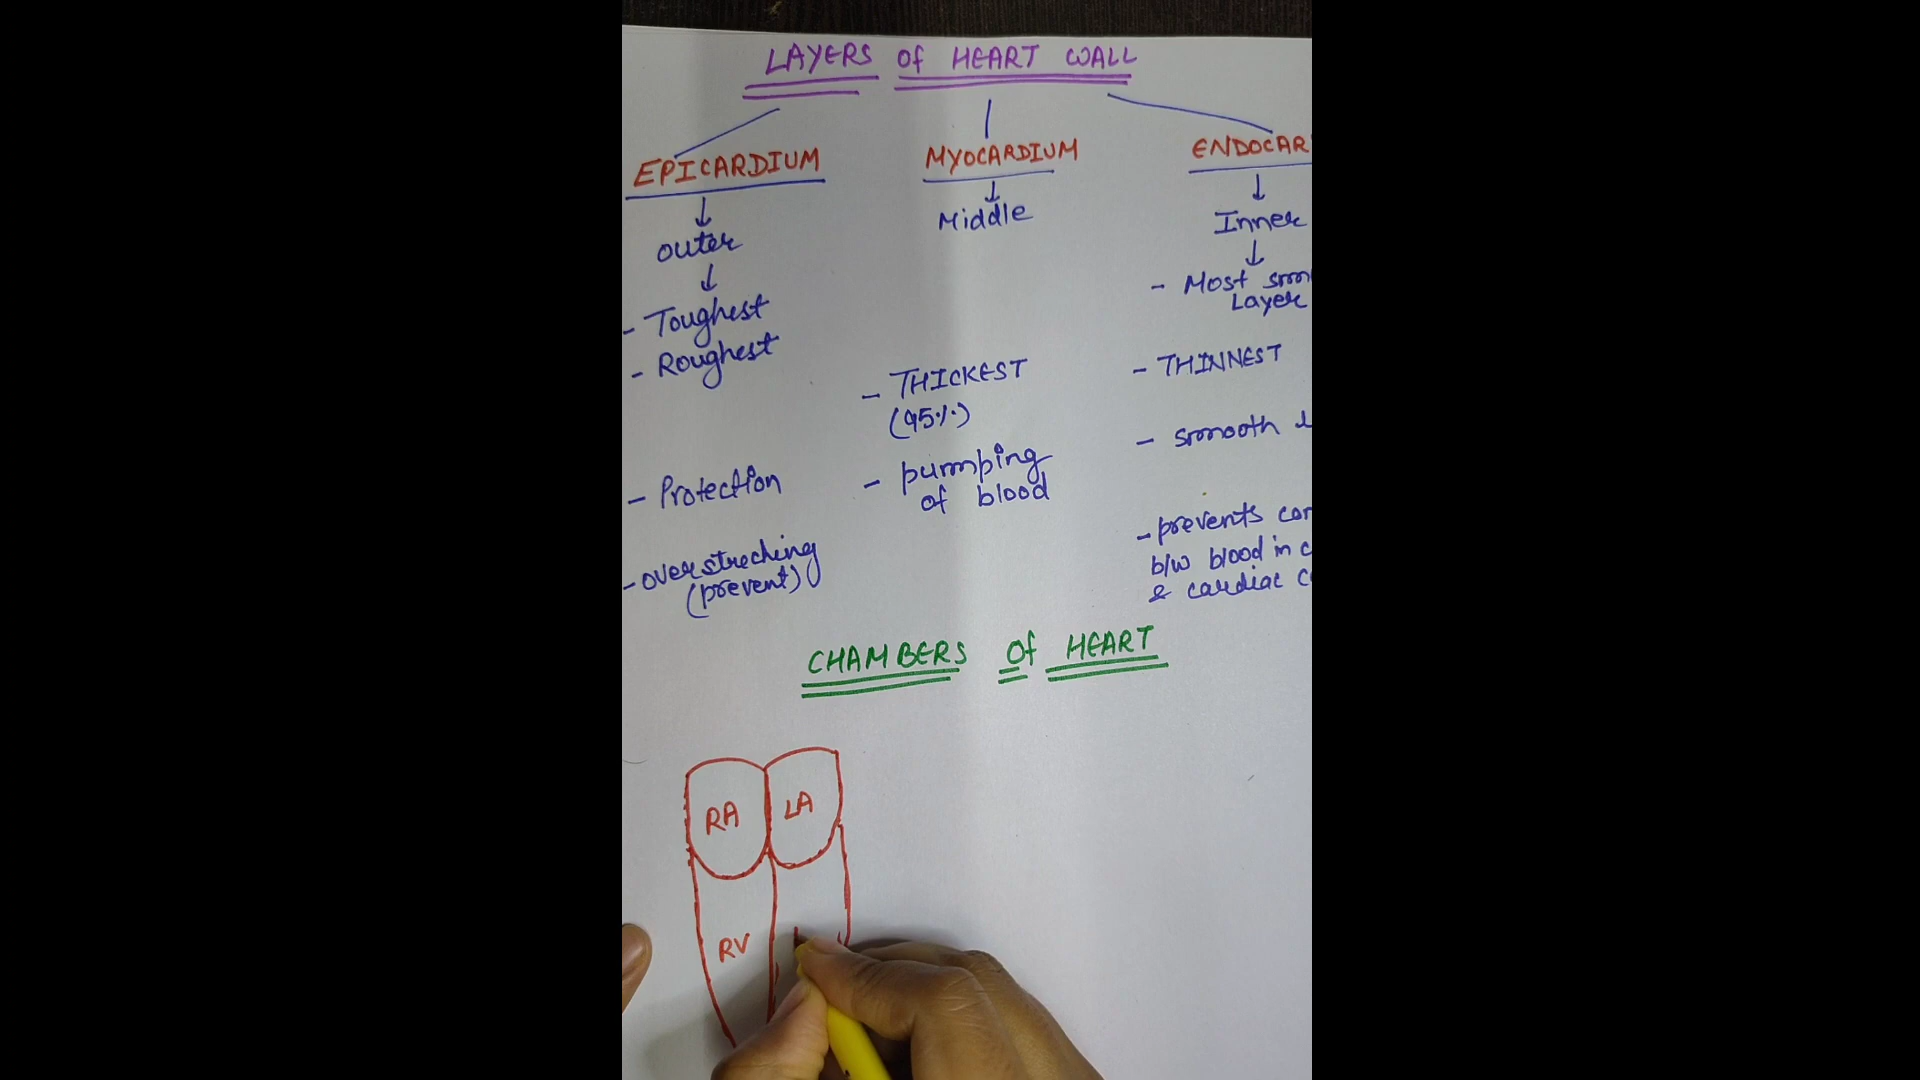 LAYERS of HEART WALL
EPICARDIUM
outer
- Toughest
- Roughest
- Protection
- overstreching
(prevent)
MYOCARDIUM
Middle
- THICKEST
(95%)
- pumping
of blood
ENDOCAR
Inner
- Most
Layer
- THINNEST
- smooth
- prevents
b/w blood in
& cardiac
CHAMBERS of HEART
RA
LA
RV